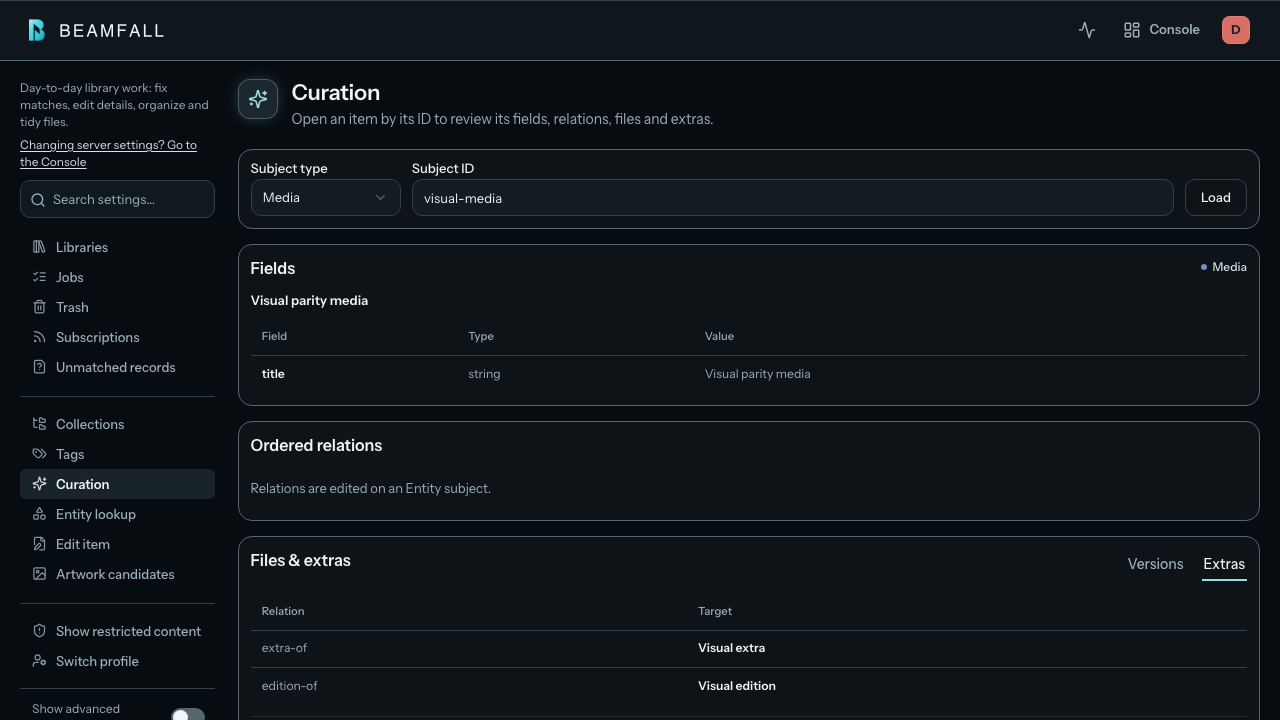 BEAMFALL
Console
D
Day-to-day library work: fix
matches, edit details, organize and
tidy files.
Changing server settings? Go to
the Console
Search settings...
Libraries
Jobs
Trash
Subscriptions
Unmatched records
Collections
Tags
Curation
Entity lookup
Edit item
Artwork candidates
Show restricted content
Switch profile
Show advanced
Curation
Open an item by its ID to review its fields, relations, files and extras.
Subject type
Subject ID
Media
visual-media
Load
Fields
Media
Visual parity media
Field Type Value
title string Visual parity media
Ordered relations
Relations are edited on an Entity subject.
Files & extras
Versions Extras
Relation Target
extra-of Visual extra
edition-of Visual edition